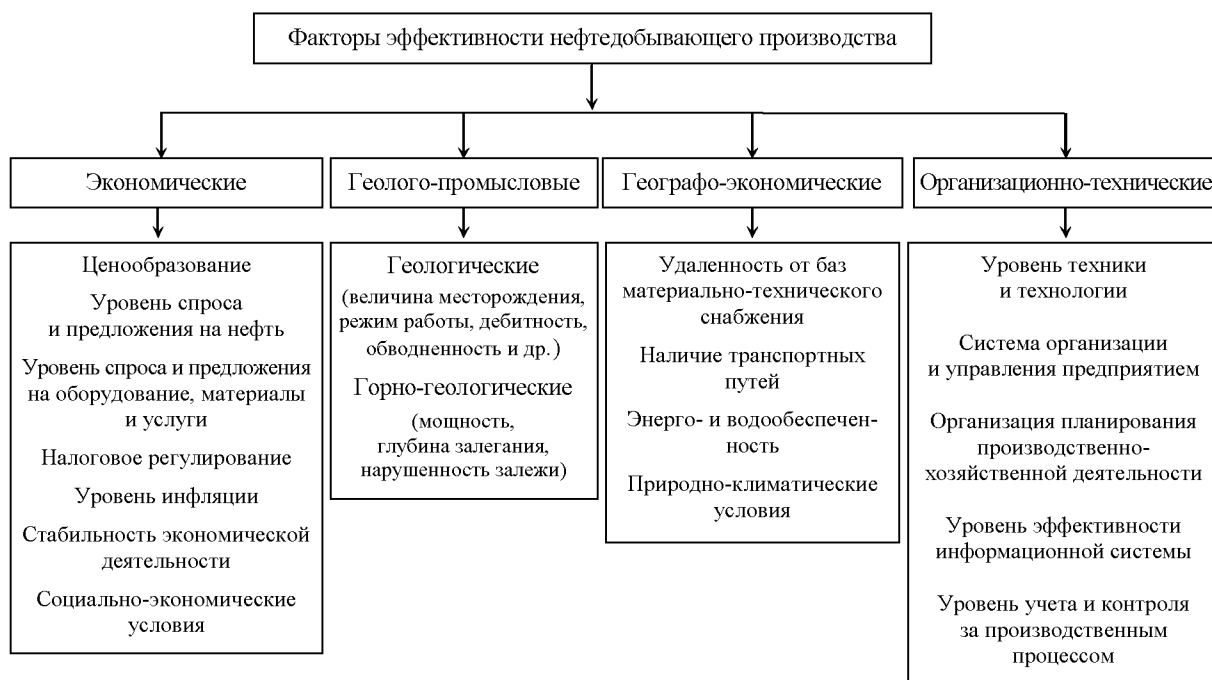 Факторы эффективности нефтедобывающего производства
Экономические
Геолого-промысловые
Географо-экономические
Организационно-технические
Ценообразование
Уровень спроса
и предложения на нефть
Уровень спроса и предложения
на оборудование, материалы
и услуги
Налоговое регулирование
Уровень инфляции
Стабильность экономической
деятельности
Социально-экономические
условия
Геологические
(величина месторождения,
режим работы, дебитность,
обводненность и др.)
Горно-геологические
(мощность,
глубина залегания,
нарушенность залежи)
Удаленность от баз
материально-технического
снабжения
Наличие транспортных
путей
Энерго- и водообеспечен-
ность
Природно-климатические
условия
Уровень техники
и технологии
Система организации
и управления предприятием
Организация планирования
производственно-
хозяйственной деятельности
Уровень эффективности
информационной системы
Уровень учета и контроля
за производственным
процессом